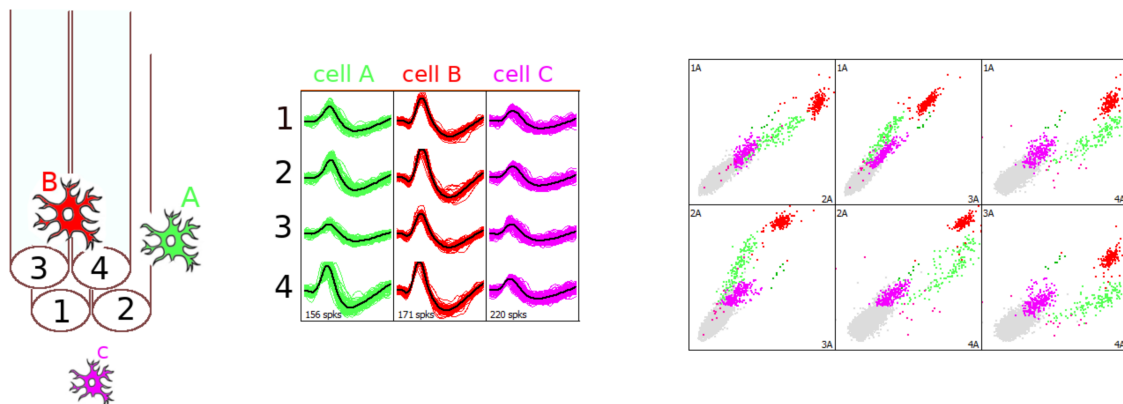 B
A
3 4
1 2
c
cell A cell B cell C
1
2
3
4
156 spks 171 spks 220 spks
1A 1A 1A
2A 3A 4A
2A 2A 3A
3A 4A 4A